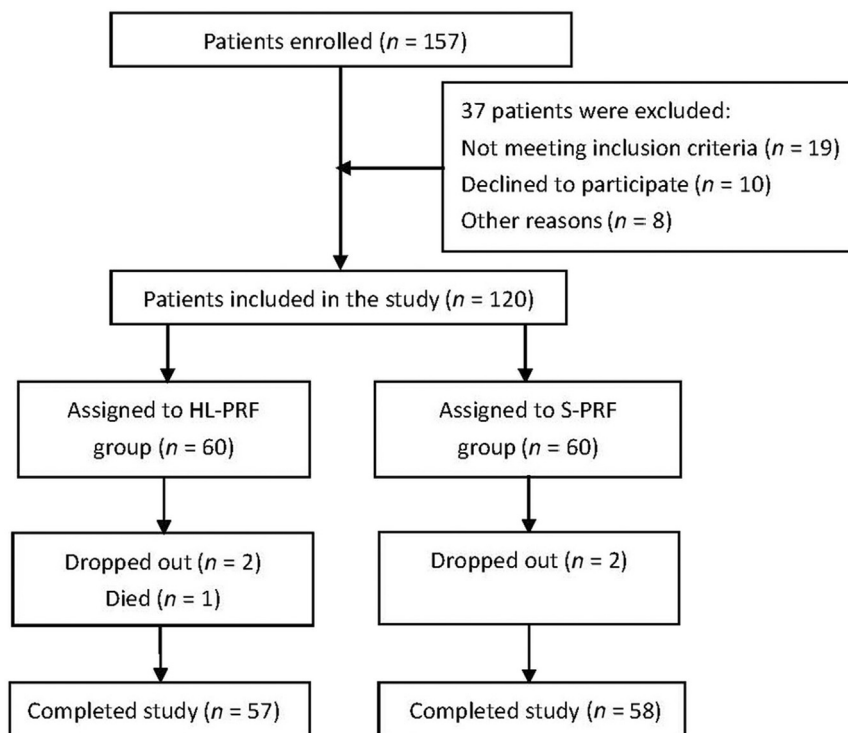 Patients enrolled (n = 157)
37 patients were excluded:
Not meeting inclusion criteria (n = 19)
Declined to participate (n = 10)
Other reasons (n = 8)
Patients included in the study (n = 120)
Assigned to HL-PRF
group (n = 60)
Assigned to S-PRF
group (n = 60)
Dropped out (n = 2)
Died (n = 1)
Dropped out (n = 2)
Completed study (n = 57)
Completed study (n = 58)